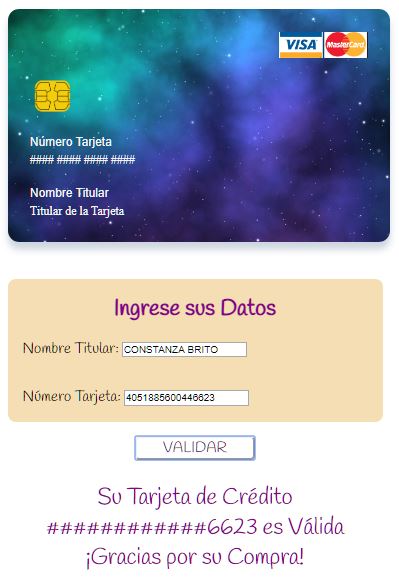 VISA MasterCard
Número Tarjeta
#### #### #### ####
Nombre Titular
Titular de la Tarjeta
Ingrese sus Datos
Nombre Titular: CONSTANZA BRITO
Número Tarjeta: 4051885600446623
VALIDAR
Su Tarjeta de Crédito
############6623 es Válida
¡Gracias por su Compra!